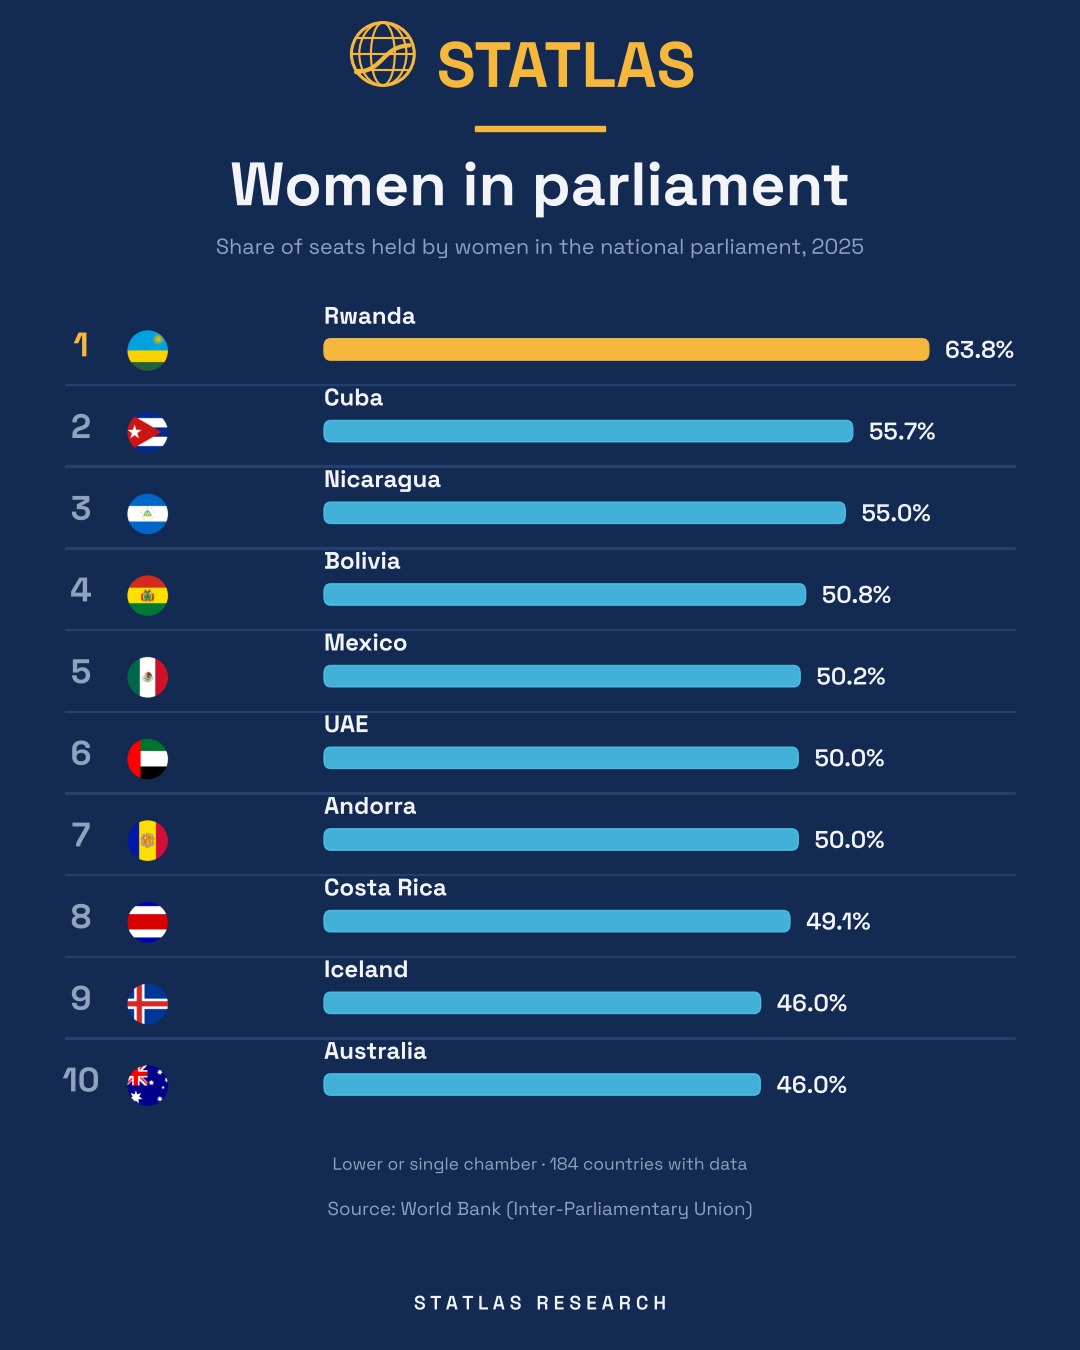 STATLAS
Women in parliament
Share of seats held by women in the national parliament, 2025
Rwanda
1 63.8%
Cuba
2 55.7%
Nicaragua
3 55.0%
Bolivia
4 50.8%
Mexico
5 50.2%
UAE
6 50.0%
Andorra
7 50.0%
Costa Rica
8 49.1%
Iceland
9 46.0%
Australia
10 46.0%
Lower or single chamber · 184 countries with data
Source: World Bank (Inter-Parliamentary Union)
STATLAS RESEARCH